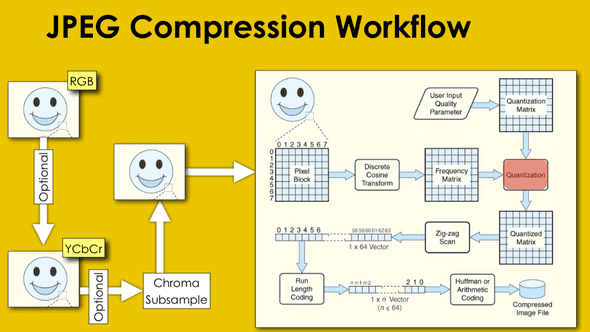 JPEG Compression Workflow
RGB
Optional
YCbCr
Optional
Chroma
Subsample
User Input
Quality
Parameter
Quantization
Matrix
0 1 2 3 4 5 6 7
0
1
2
3
4
5
6
7
Pixel
Block
Discrete
Cosine
Transform
Frequency
Matrix
Quantization
Quantized
Matrix
Zig-zag
Scan
0 1 2 3 4 5 6
58 59 60 61 62 63
1 x 64 Vector
Run
Length
Coding
n n-1 n-2
2 1 0
1 x n Vector
(n ≤ 64)
Huffman or
Arithmetic
Coding
Compressed
Image File